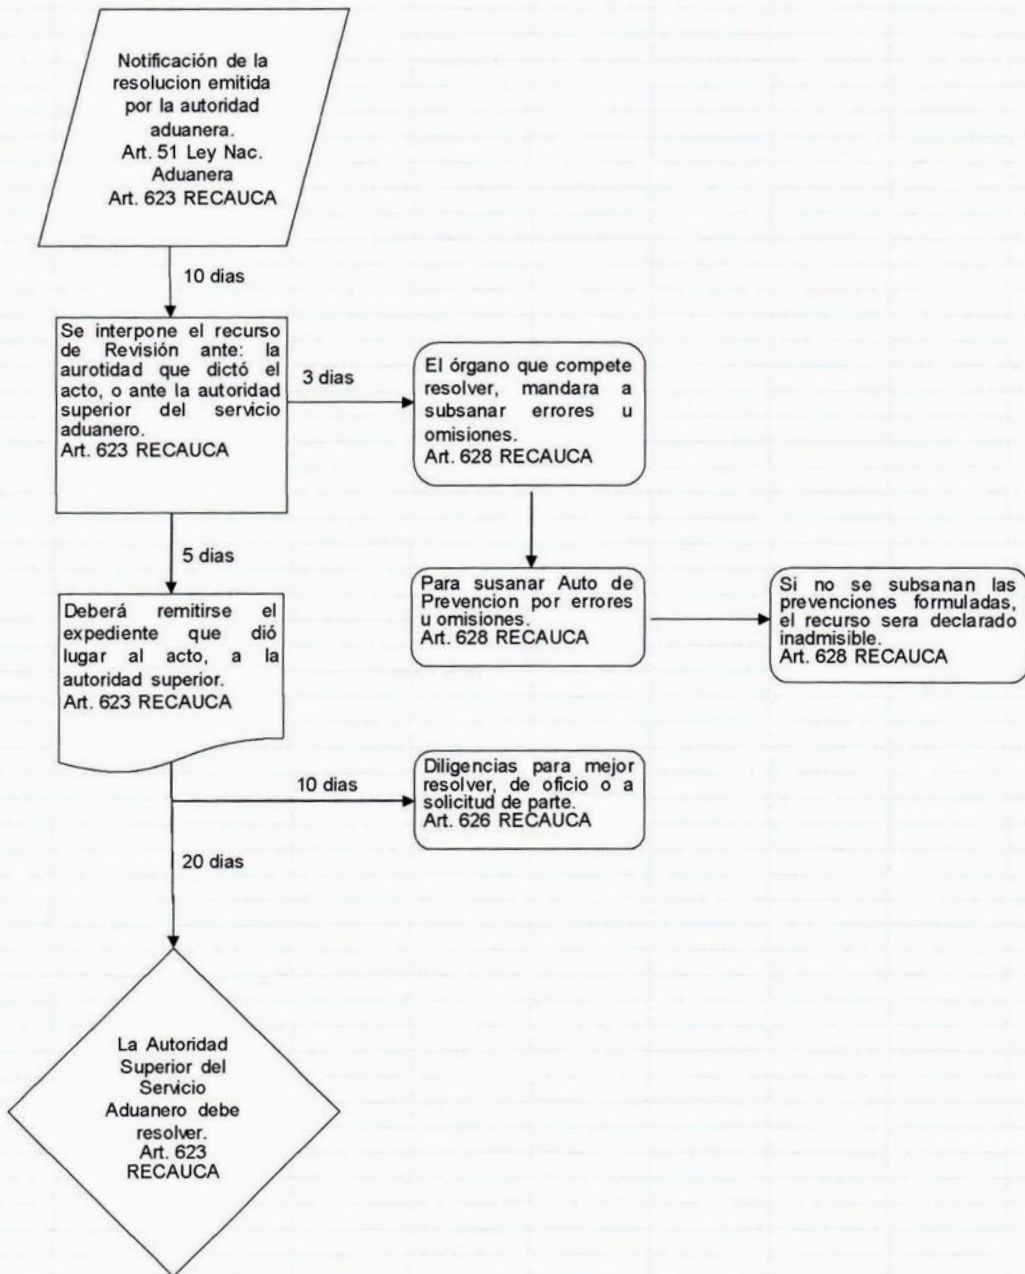 Notificación de la
resolucion emitida
por la autoridad
aduanera.
Art. 51 Ley Nac.
Aduanera
Art. 623 RECAUCA
10 dias
Se interpone el recurso
de Revisión ante: la
aurotidad que dictó el
acto, o ante la autoridad
superior del servicio
aduanero.
Art. 623 RECAUCA
3 dias
El órgano que compete
resolver, mandara a
subsanar errores u
omisiones.
Art. 628 RECAUCA
5 dias
Para susanar Auto de
Prevencion por errores
u omisiones.
Art. 628 RECAUCA
Si no se subsanan las
prevenciones formuladas,
el recurso sera declarado
inadmisible.
Art. 628 RECAUCA
Deberá remitirse el
expediente que dió
lugar al acto, a la
autoridad superior.
Art. 623 RECAUCA
10 dias
Diligencias para mejor
resolver, de oficio o a
solicitud de parte.
Art. 626 RECAUCA
20 dias
La Autoridad
Superior del
Servicio
Aduanero debe
resolver.
Art. 623
RECAUCA